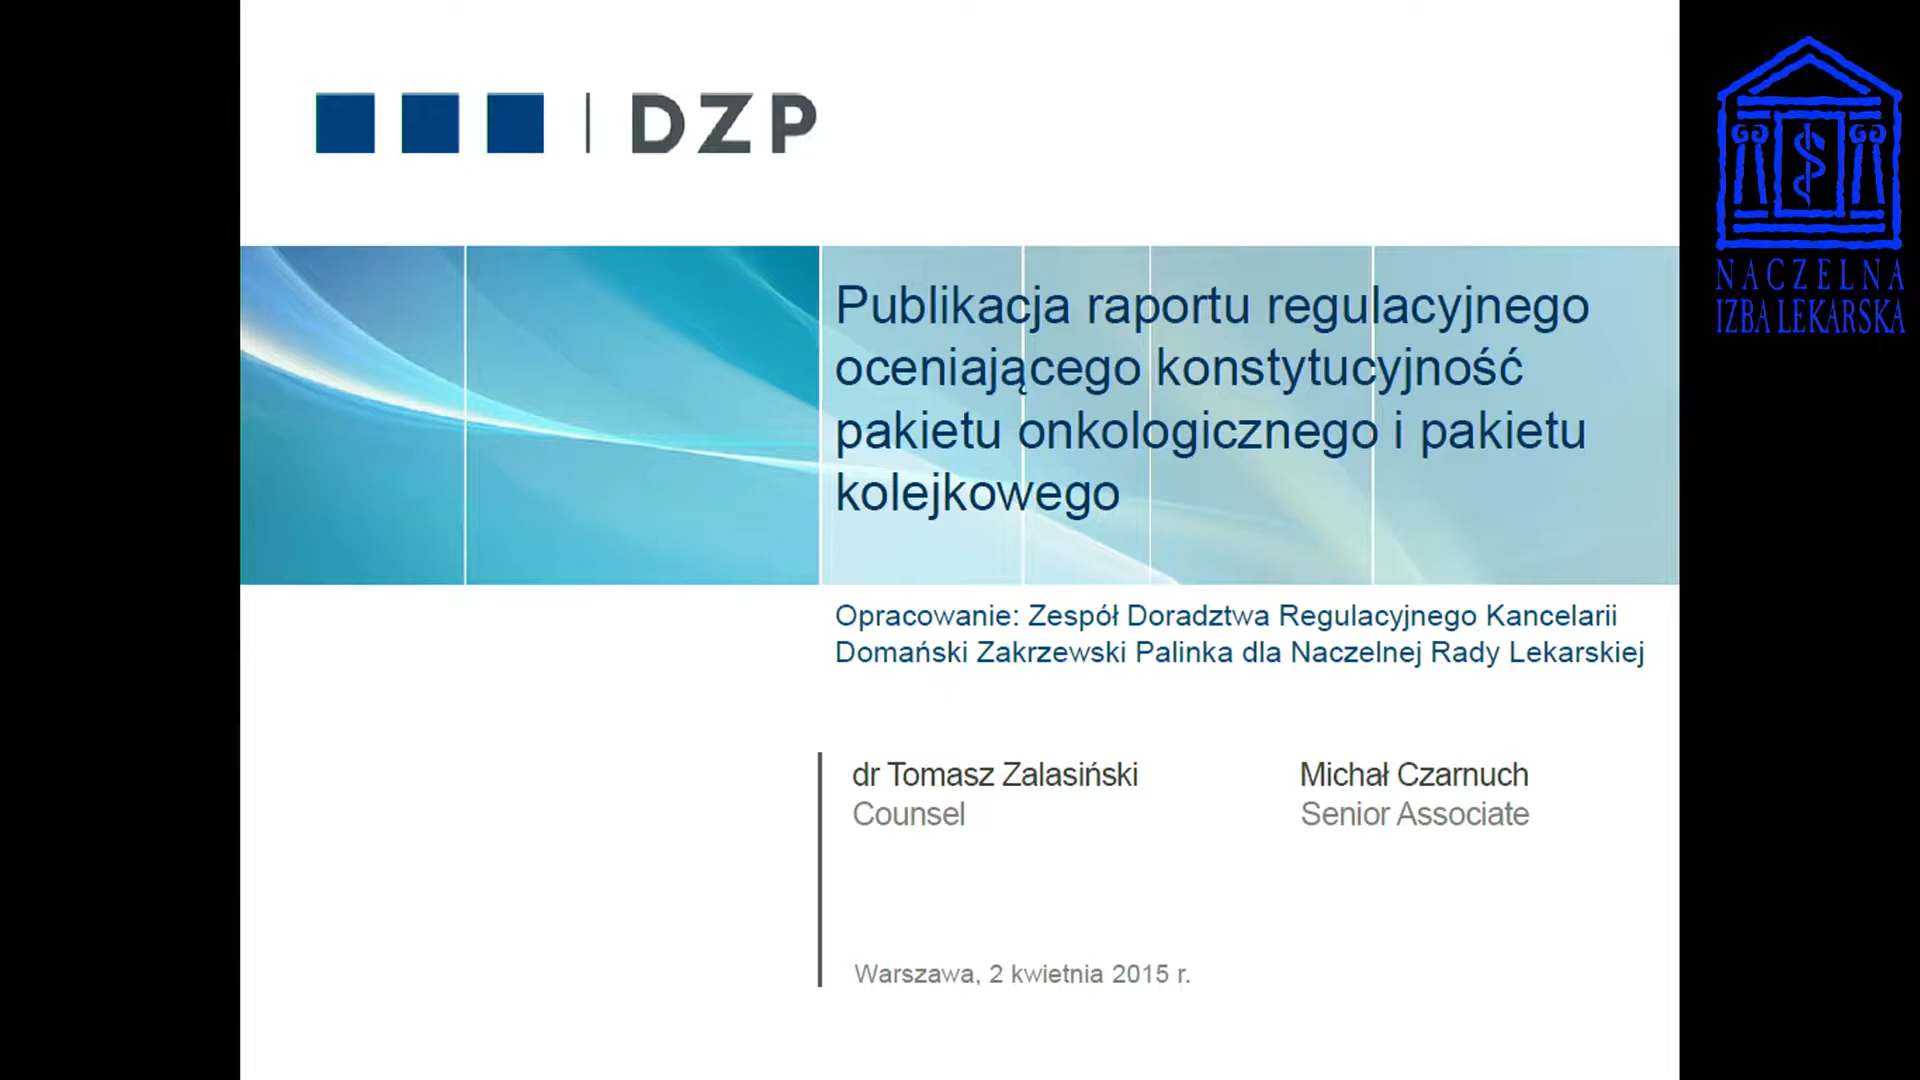 DZP
NACZELNA
IZBA LEKARSKA
Publikacja raportu regulacyjnego
oceniającego konstytucyjność
pakietu onkologicznego i pakietu
kolejkowego
Opracowanie: Zespół Doradztwa Regulacyjnego Kancelarii
Domański Zakrzewski Palinka dla Naczelnej Rady Lekarskiej
dr Tomasz Zalasiński
Counsel
Michał Czarnuch
Senior Associate
Warszawa, 2 kwietnia 2015 r.